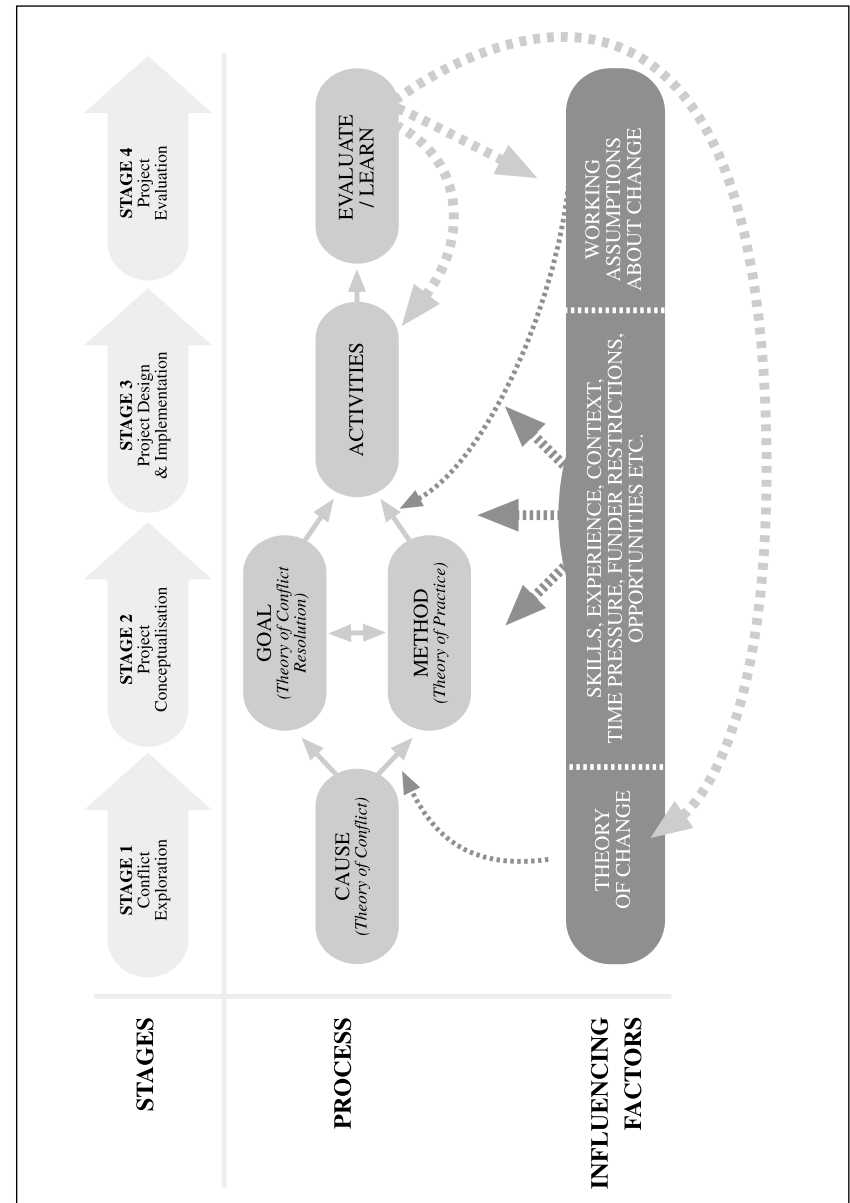 STAGES
STAGE 1
Conflict
Exploration
STAGE 2
Project
Conceptualisation
STAGE 3
Project Design
& Implementation
STAGE 4
Project
Evaluation
PROCESS
CAUSE
(Theory of Conflict)
GOAL
(Theory of Conflict
Resolution)
METHOD
(Theory of Practice)
ACTIVITIES
EVALUATE
/ LEARN
INFLUENCING
FACTORS
THEORY
OF CHANGE
SKILLS, EXPERIENCE, CONTEXT,
TIME PRESSURE, FUNDER RESTRICTIONS,
OPPORTUNITIES ETC.
WORKING
ASSUMPTIONS
ABOUT CHANGE